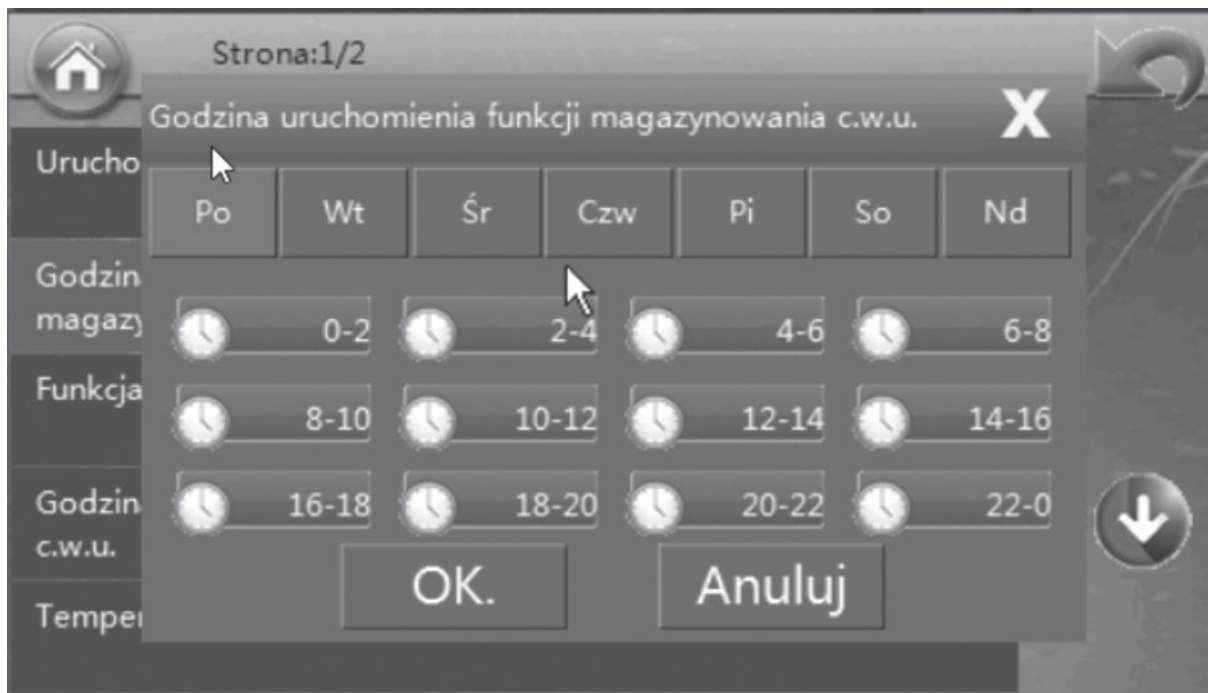 Strona:1/2
Godzina uruchomienia funkcji magazynowania c.w.u.
X
Po Wt Śr Czw Pi So Nd
0-2 2-4 4-6 6-8
8-10 10-12 12-14 14-16
16-18 18-20 20-22 22-0
OK. Anuluj
Urucho
Godzin
magazy
Funkcja
Godzin
c.w.u.
Temper